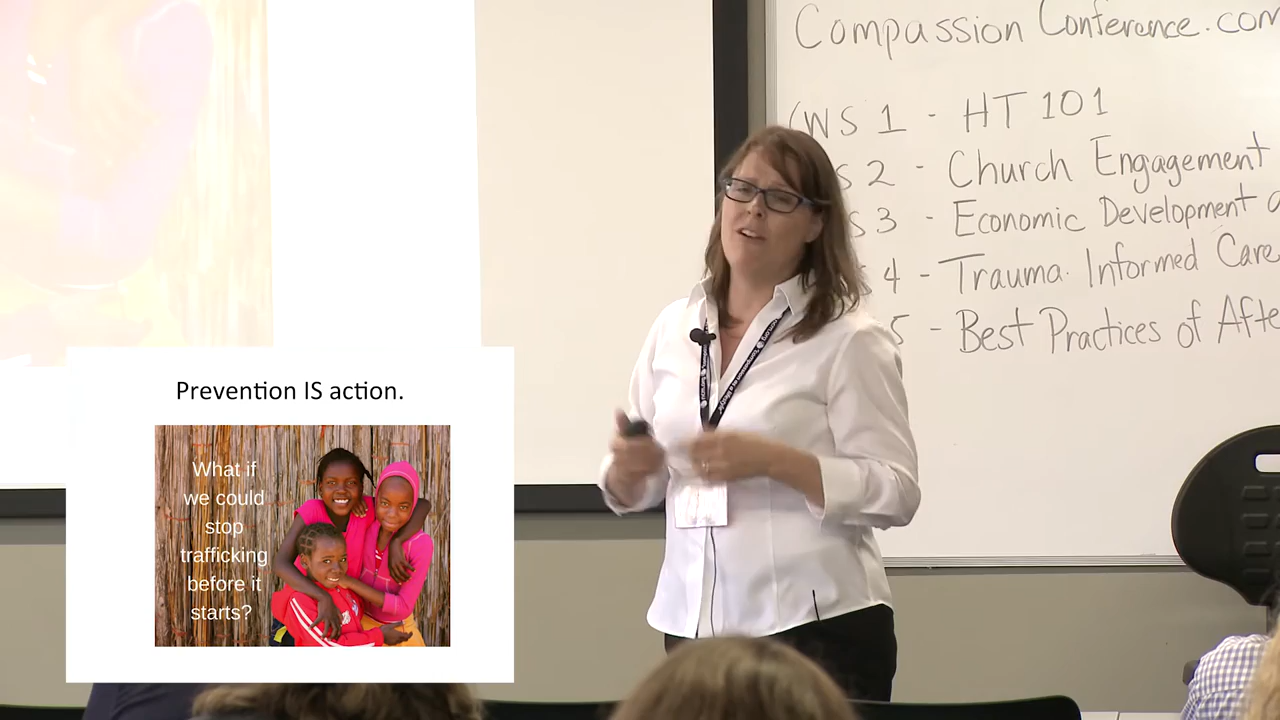 Compassion Conference.com
WS 1 - HT 101
S 2 - Church Engagement
S 3 - Economic Development
4 - Trauma Informed Care
5 - Best Practices of Afte
Prevention IS action.
What if
we could
stop
trafficking
before it
starts?